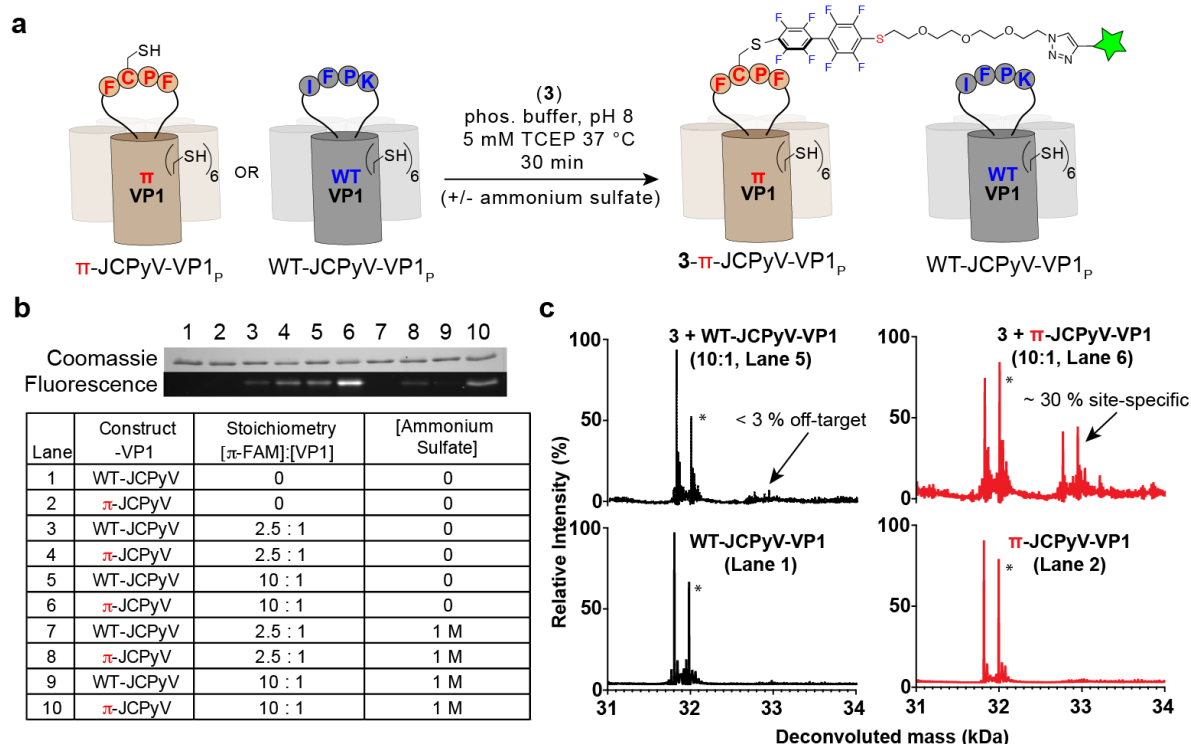 a
SH
F C P F
SH
6
π
VP1
π-JCPyV-VP1P
OR
I F P K
SH
6
WT
VP1
WT-JCPyV-VP1P
(3)
phos. buffer, pH 8
5 mM TCEP 37 °C
30 min
(+/- ammonium sulfate)
F F F F
S S O O O N
F F F F N=N
F C P F
SH
6
π
VP1
3-π-JCPyV-VP1P
I F P K
SH
6
WT
VP1
WT-JCPyV-VP1P
b
1 2 3 4 5 6 7 8 9 10
Coomassie
Fluorescence
Lane Construct -VP1 Stoichiometry [π-FAM]:[VP1] [Ammonium Sulfate]
1 WT-JCPyV 0 0
2 π-JCPyV 0 0
3 WT-JCPyV 2.5 : 1 0
4 π-JCPyV 2.5 : 1 0
5 WT-JCPyV 10 : 1 0
6 π-JCPyV 10 : 1 0
7 WT-JCPyV 2.5 : 1 1 M
8 π-JCPyV 2.5 : 1 1 M
9 WT-JCPyV 10 : 1 1 M
10 π-JCPyV 10 : 1 1 M
c
Relative Intensity (%)
100
50
0
3 + WT-JCPyV-VP1
(10:1, Lane 5)
*
< 3 % off-target
100
50
0
3 + π-JCPyV-VP1
(10:1, Lane 6)
*
~ 30 % site-specific
100
50
0
WT-JCPyV-VP1
(Lane 1)
*
31 32 33 34
100
50
0
π-JCPyV-VP1
(Lane 2)
*
31 32 33 34
Deconvoluted mass (kDa)